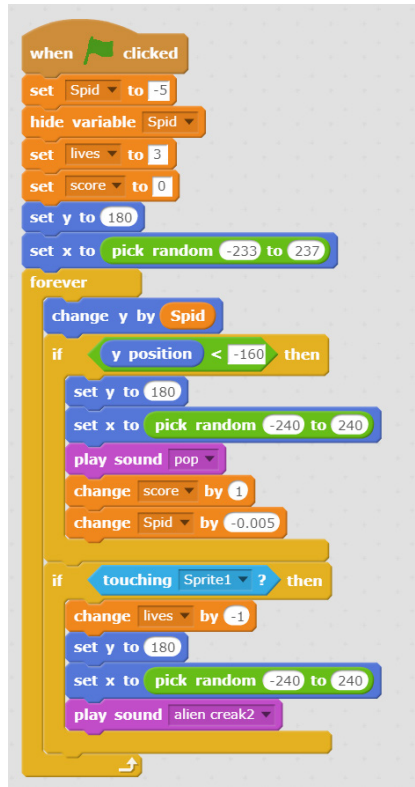 when clicked
set Spid to -5
hide variable Spid
set lives to 3
set score to 0
set y to 180
set x to pick random -233 to 237
forever
change y by Spid
if y position < -160 then
set y to 180
set x to pick random -240 to 240
play sound pop
change score by 1
change Spid by -0.005
if touching Sprite1 ? then
change lives by -1
set y to 180
set x to pick random -240 to 240
play sound alien creak2